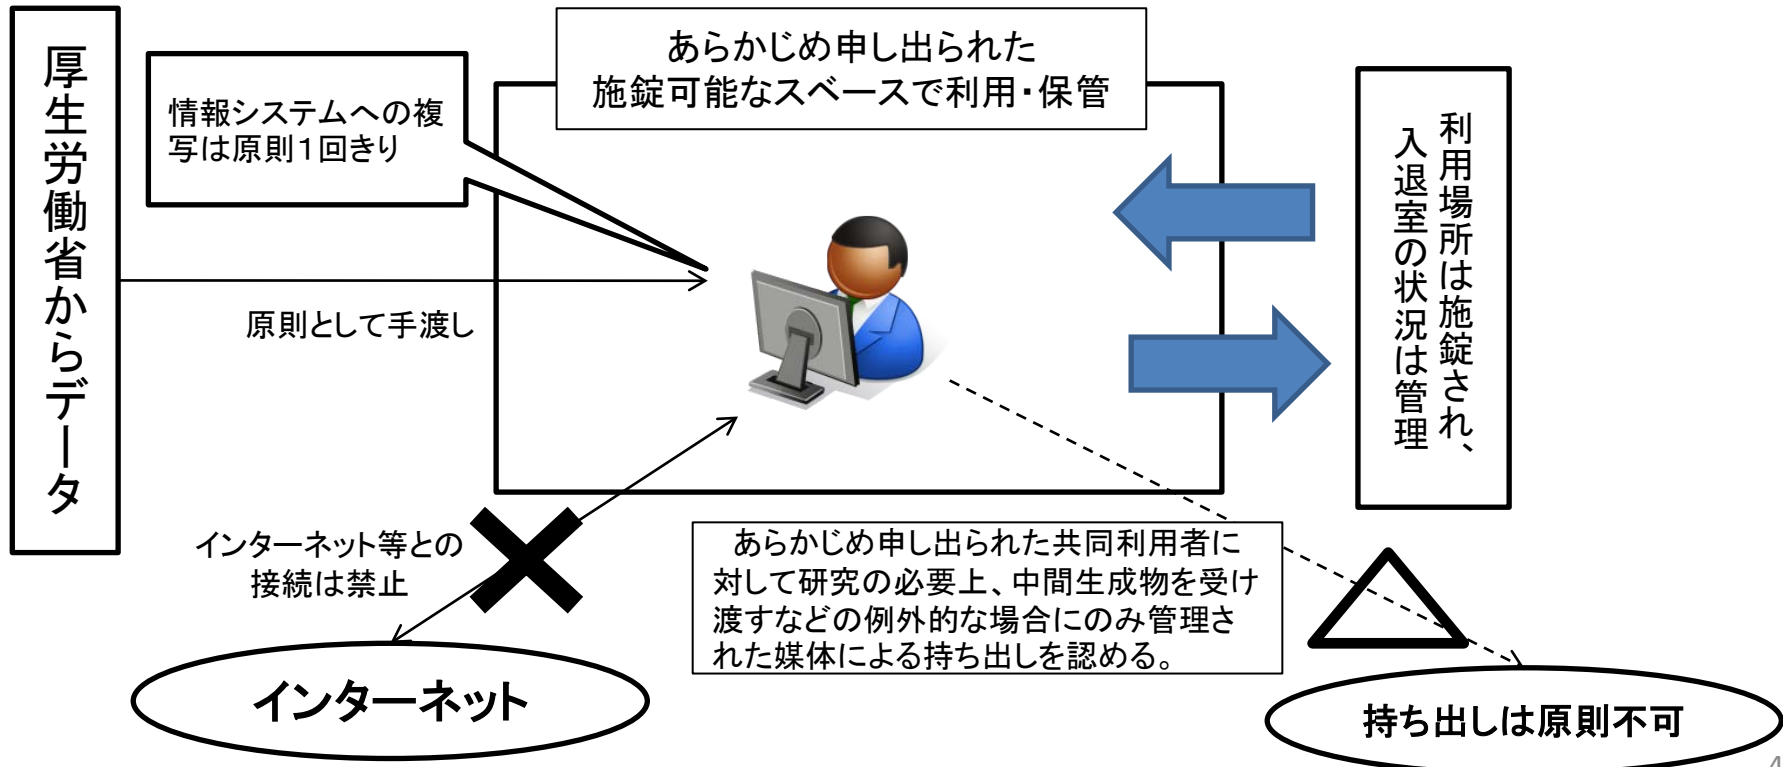 厚生労働省からデータ
情報システムへの複
写は原則１回きり
あらかじめ申し出られた
施錠可能なスペースで利用・保管
利用場所は施錠され、
入退室の状況は管理
原則として手渡し
インターネット等との
接続は禁止
あらかじめ申し出られた共同利用者に
対して研究の必要上、中間生成物を受け
渡すなどの例外的な場合にのみ管理さ
れた媒体による持ち出しを認める。
インターネット
持ち出しは原則不可
4